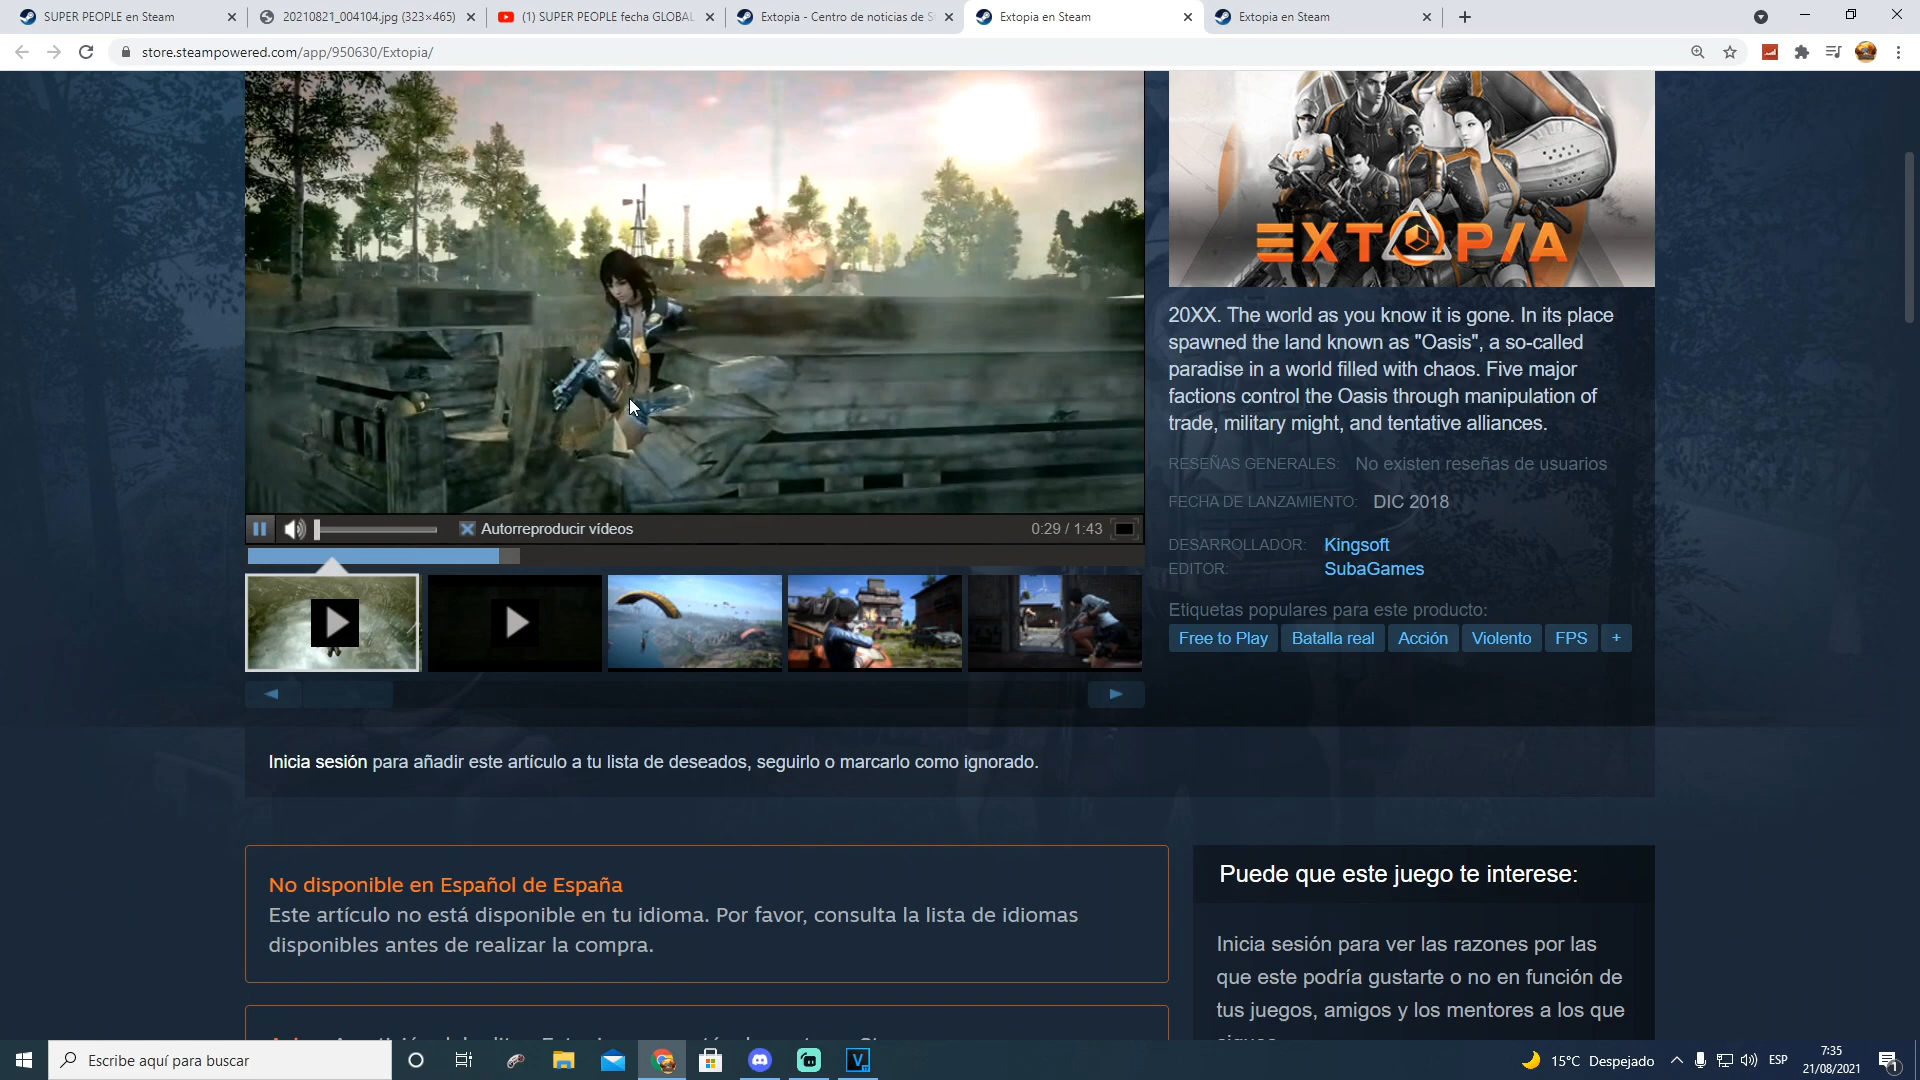 SUPER PEOPLE en Steam
20210821_004104.jpg (323×465)
(1) SUPER PEOPLE fecha GLOBAL
Extopia - Centro de noticias de S
Extopia en Steam
Extopia en Steam
store.steampowered.com/app/950630/Extopia/
EXTOPIA
20XX. The world as you know it is gone. In its place
spawned the land known as "Oasis", a so-called
paradise in a world filled with chaos. Five major
factions control the Oasis through manipulation of
trade, military might, and tentative alliances.
RESEÑAS GENERALES: No existen reseñas de usuarios
FECHA DE LANZAMIENTO: DIC 2018
DESARROLLADOR: Kingsoft
EDITOR: SubaGames
Etiquetas populares para este producto:
Free to Play Batalla real Acción Violento FPS +
Autorreproducir vídeos
0:29 / 1:43
Inicia sesión para añadir este artículo a tu lista de deseados, seguirlo o marcarlo como ignorado.
No disponible en Español de España
Este artículo no está disponible en tu idioma. Por favor, consulta la lista de idiomas
disponibles antes de realizar la compra.
Puede que este juego te interese:
Inicia sesión para ver las razones por las
que este podría gustarte o no en función de
tus juegos, amigos y los mentores a los que
Escribe aquí para buscar
15°C Despejado
ESP
7:35
21/08/2021
1